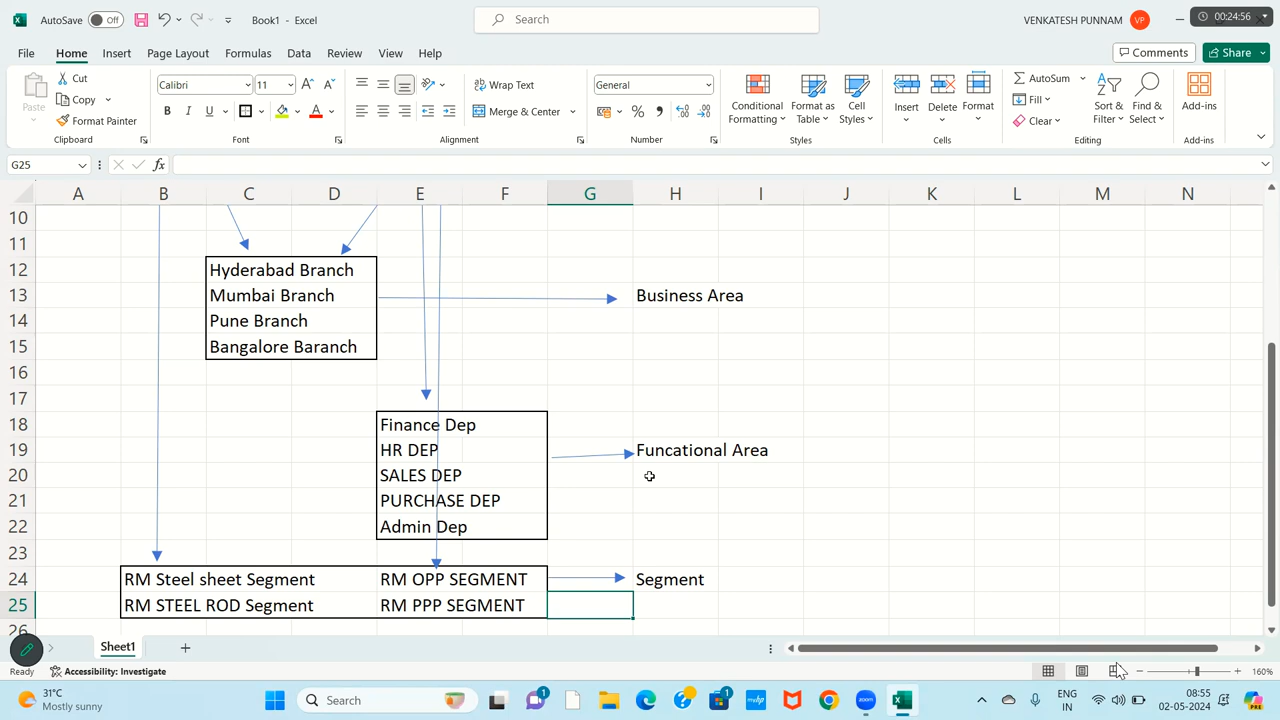 AutoSave Off Book1 - Excel Search VENKATESH PUNNAM VP 00:24:56
File Home Insert Page Layout Formulas Data Review View Help Comments Share
Paste Cut Copy Format Painter Clipboard
Calibri 11 B I U Font
Wrap Text Merge & Center Alignment
General % Number
Conditional Formatting Format as Table Cell Styles Styles
Insert Delete Format Cells
AutoSum Fill Clear Sort & Filter Find & Select Editing
Add-ins Add-ins
G25 fx
A B C D E F G H I J K L M N
10
11
12 Hyderabad Branch
13 Mumbai Branch Business Area
14 Pune Branch
15 Bangalore Baranch
16
17
18 Finance Dep
19 HR DEP Funcational Area
20 SALES DEP
21 PURCHASE DEP
22 Admin Dep
23
24 RM Steel sheet Segment RM OPP SEGMENT Segment
25 RM STEEL ROD Segment RM PPP SEGMENT
26
Sheet1
Ready Accessibility: Investigate 160%
31°C Mostly sunny Search 1 1 zoom ENG IN 08:55 02-05-2024